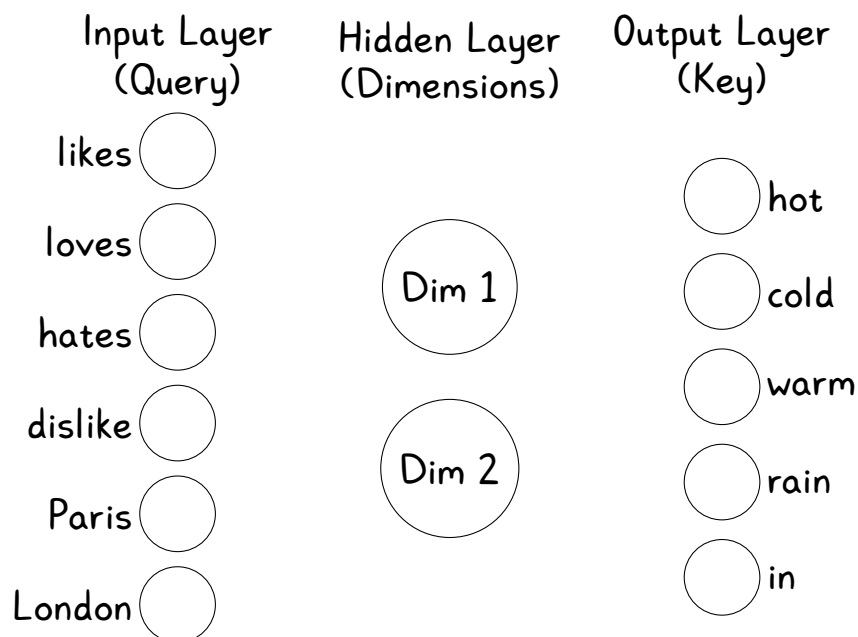 Input Layer
(Query)
Hidden Layer
(Dimensions)
Output Layer
(Key)
likes
loves
hates
dislike
Paris
London
Dim 1
Dim 2
hot
cold
warm
rain
in